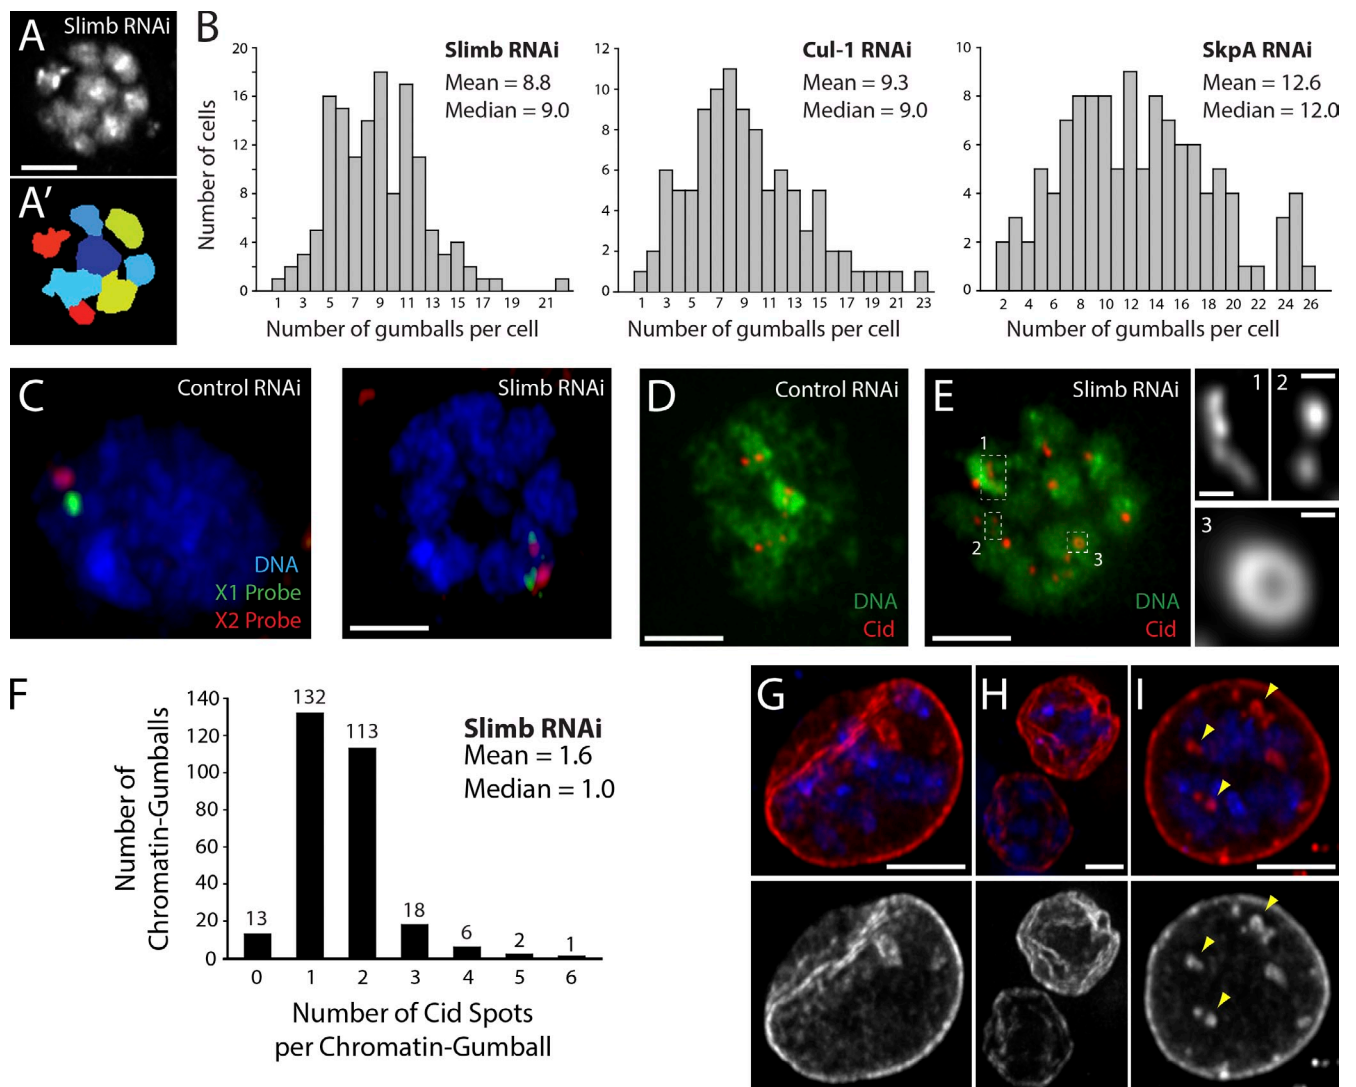 A
Slimb RNAi
A′
B
Number of cells
20
16
12
8
4
0
Slimb RNAi
Mean = 8.8
Median = 9.0
1 3 5 7 9 11 13 15 17 19 21
Number of gumballs per cell
12
10
8
6
4
2
0
Cul-1 RNAi
Mean = 9.3
Median = 9.0
1 3 5 7 9 11 13 15 17 19 21 23
Number of gumballs per cell
10
8
6
4
2
0
SkpA RNAi
Mean = 12.6
Median = 12.0
2 4 6 8 10 12 14 16 18 20 22 24 26
Number of gumballs per cell
C
Control RNAi
DNA
X1 Probe
X2 Probe
Slimb RNAi
D
Control RNAi
DNA
Cid
E
Slimb RNAi
1
2
3
DNA
Cid
1
2
3
F
Number of
Chromatin-Gumballs
140
120
100
80
60
40
20
0
13 132 113 18 6 2 1
Slimb RNAi
Mean = 1.6
Median = 1.0
0 1 2 3 4 5 6
Number of Cid Spots
per Chromatin-Gumball
G
H
I